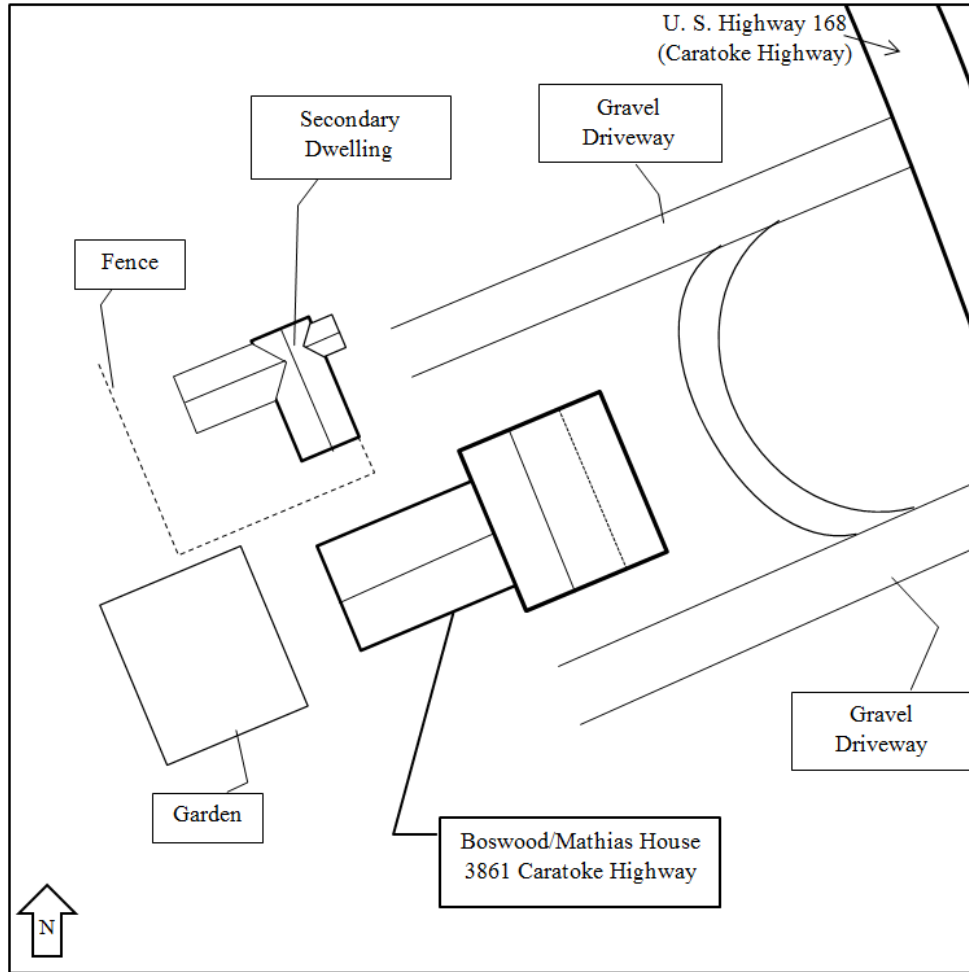 U. S. Highway 168
(Caratoke Highway)
Gravel
Driveway
Secondary
Dwelling
Fence
Gravel
Driveway
Garden
Boswood/Mathias House
3861 Caratoke Highway
N